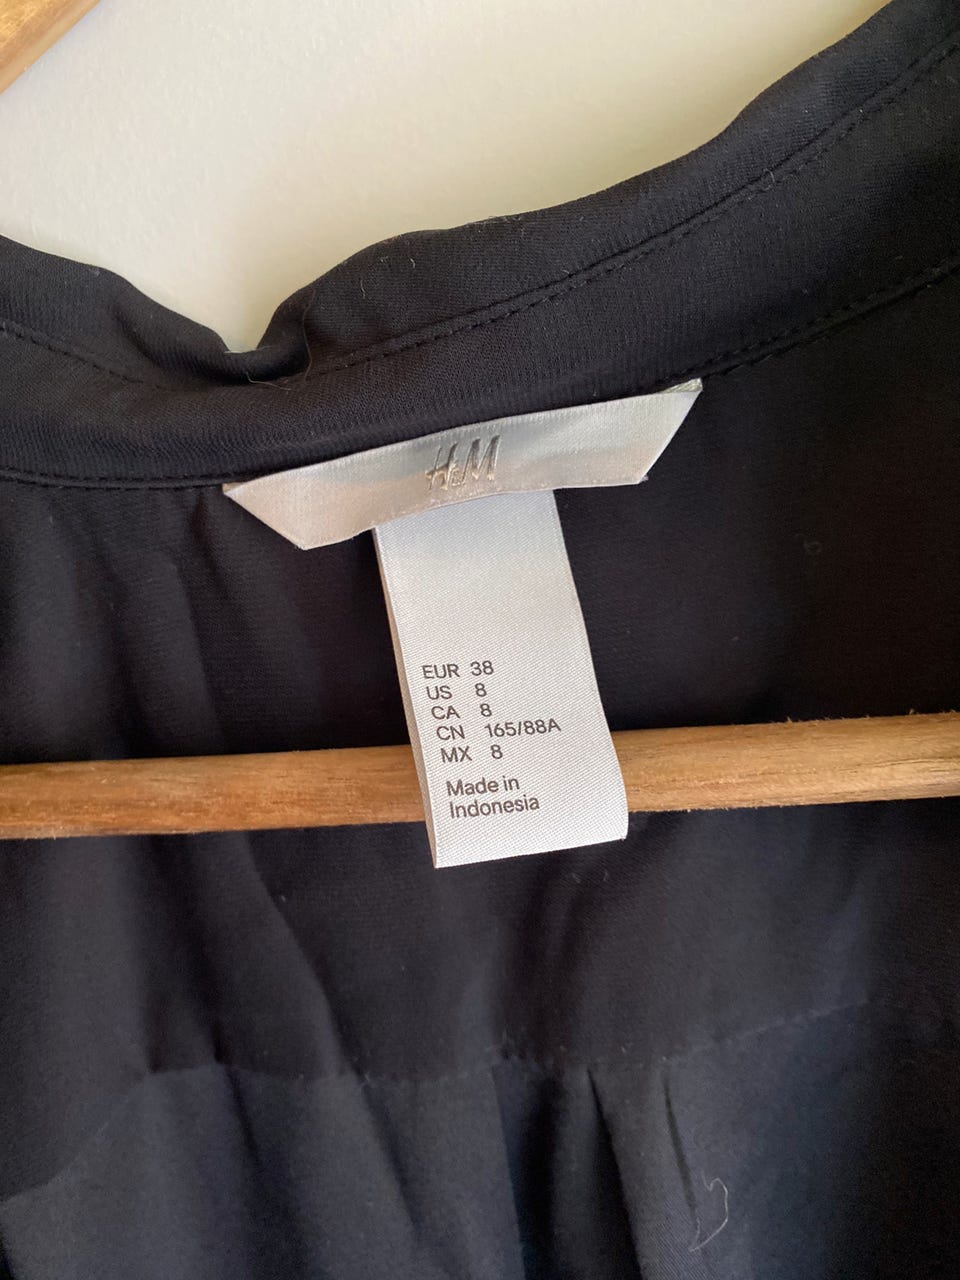 H&M
EUR 38
US 8
CA 8
CN 165/88A
MX 8
Made in
Indonesia